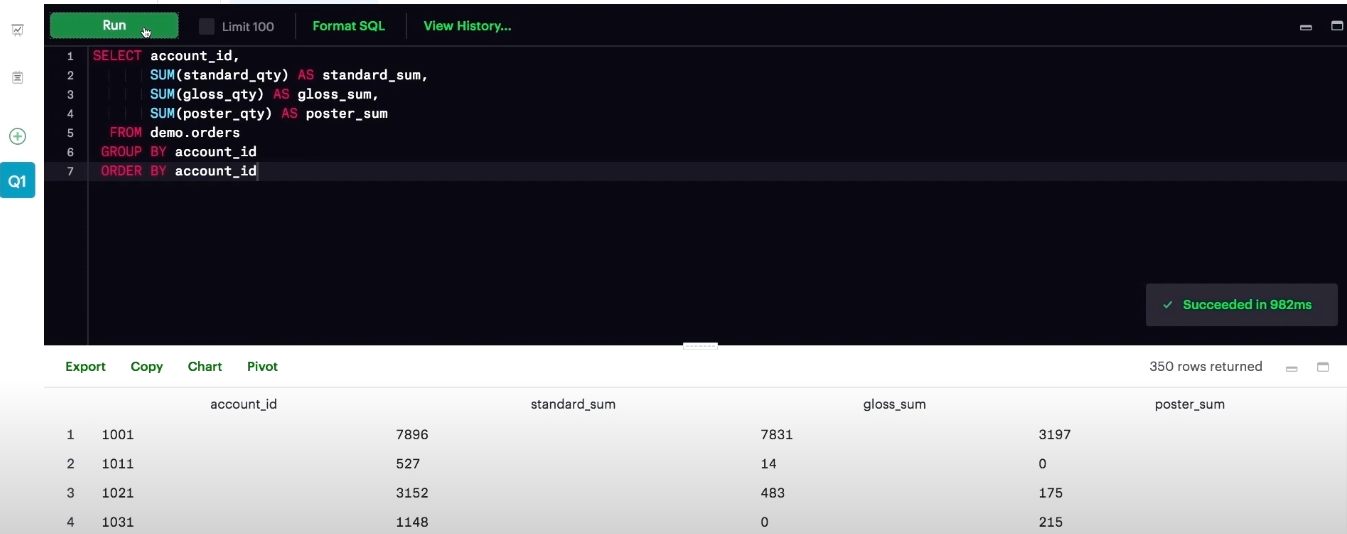 Run Limit 100 Format SQL View History...
1 SELECT account_id,
2 SUM(standard_qty) AS standard_sum,
3 SUM(gloss_qty) AS gloss_sum,
4 SUM(poster_qty) AS poster_sum
5 FROM demo.orders
6 GROUP BY account_id
7 ORDER BY account_id
Q1
Succeeded in 982ms
Export Copy Chart Pivot 350 rows returned
account_id standard_sum gloss_sum poster_sum
1 1001 7896 7831 3197
2 1011 527 14 0
3 1021 3152 483 175
4 1031 1148 0 215